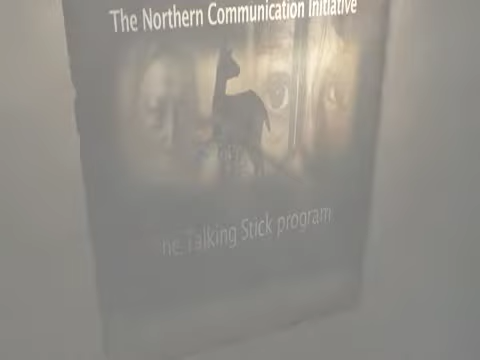 The Northern Communication Initiative
he Talking Stick program